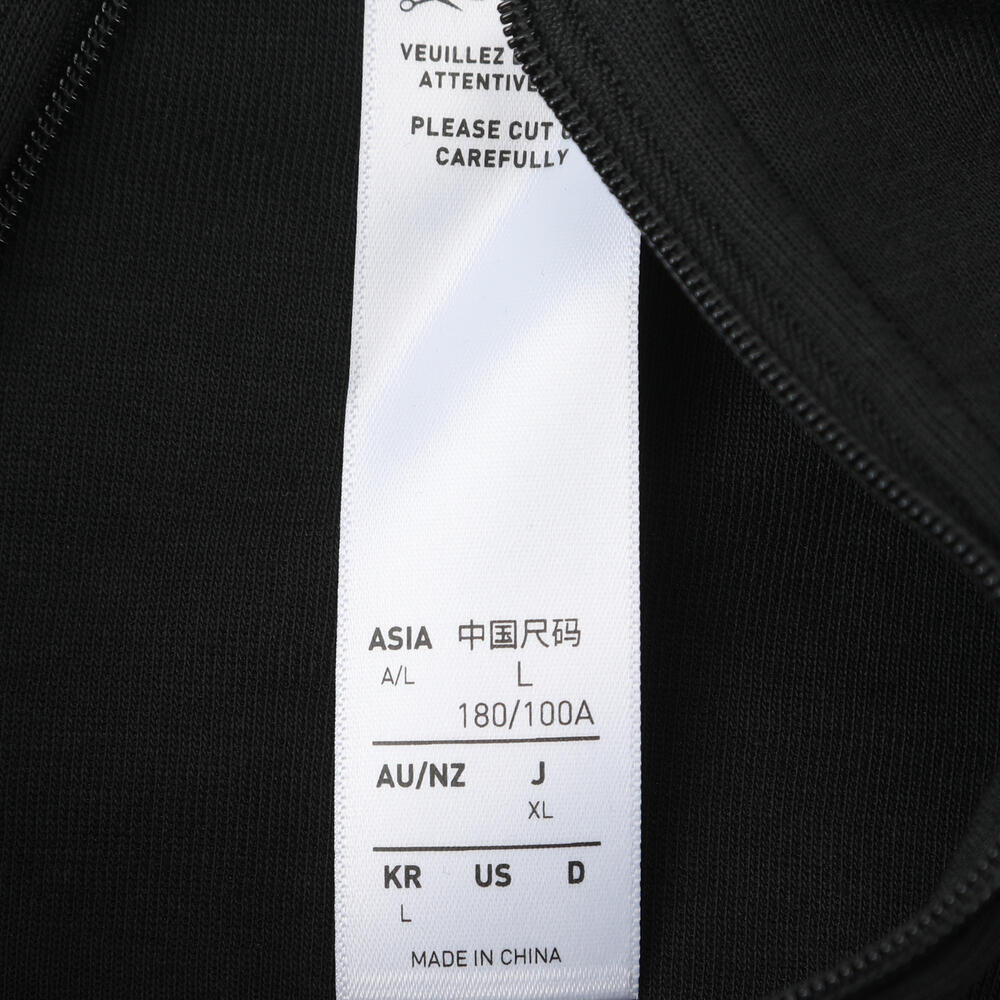 VEUILLEZ
ATTENTIVE
PLEASE CUT
CAREFULLY
ASIA 中国尺码
A/L L
180/100A
AU/NZ J
XL
KR US D
L
MADE IN CHINA